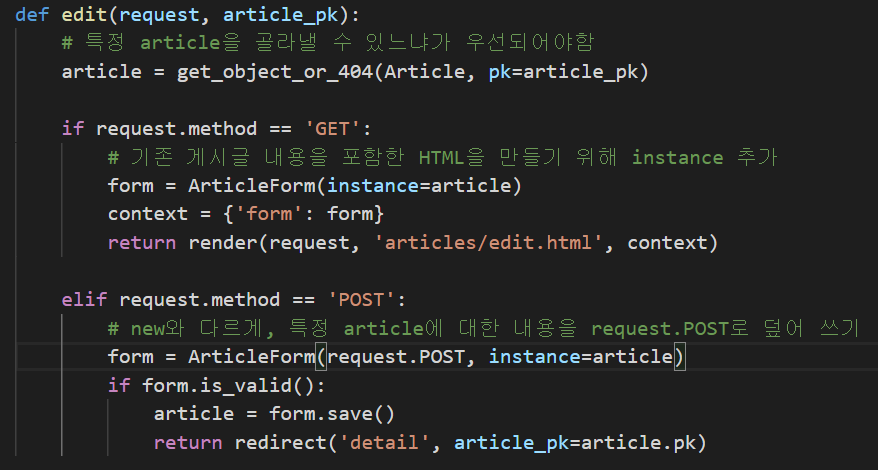 def edit(request, article_pk):
# 특정 article을 골라낼 수 있느냐가 우선되어야함
article = get_object_or_404(Article, pk=article_pk)
if request.method == 'GET':
# 기존 게시글 내용을 포함한 HTML을 만들기 위해 instance 추가
form = ArticleForm(instance=article)
context = {'form': form}
return render(request, 'articles/edit.html', context)
elif request.method == 'POST':
# new와 다르게, 특정 article에 대한 내용을 request.POST로 덮어 쓰기
form = ArticleForm(request.POST, instance=article)
if form.is_valid():
article = form.save()
return redirect('detail', article_pk=article.pk)